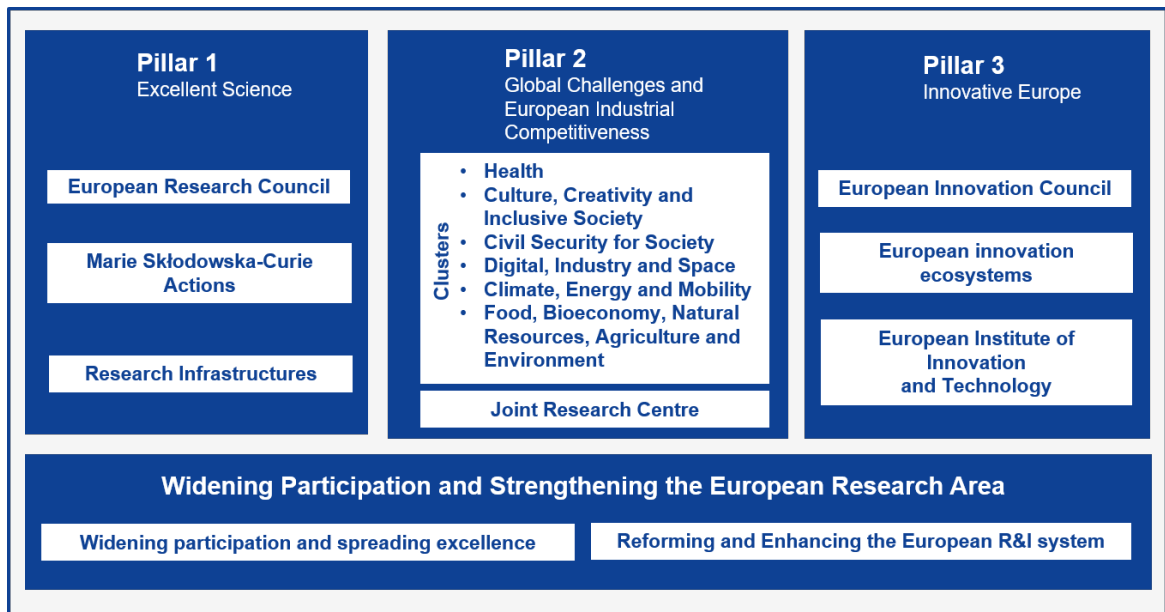 Pillar 1
Excellent Science
European Research Council
Marie Skłodowska-Curie
Actions
Research Infrastructures
Pillar 2
Global Challenges and
European Industrial
Competitiveness
Clusters
• Health
• Culture, Creativity and
Inclusive Society
• Civil Security for Society
• Digital, Industry and Space
• Climate, Energy and Mobility
• Food, Bioeconomy, Natural
Resources, Agriculture and
Environment
Joint Research Centre
Pillar 3
Innovative Europe
European Innovation Council
European innovation
ecosystems
European Institute of
Innovation
and Technology
Widening Participation and Strengthening the European Research Area
Widening participation and spreading excellence
Reforming and Enhancing the European R&I system